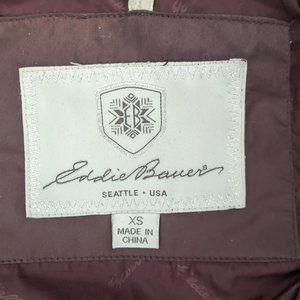 EB
Eddie Bauer®
SEATTLE • USA
XS
MADE IN
CHINA